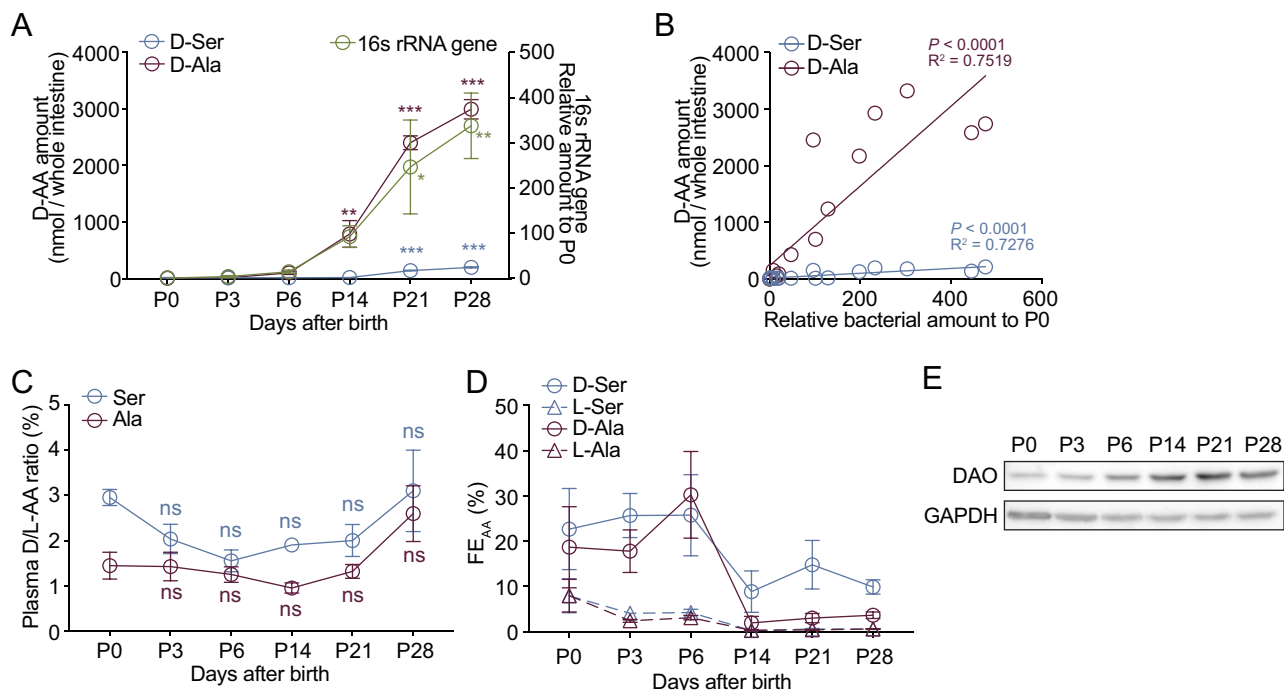 A
D-Ser
D-Ala
16s rRNA gene
D-AA amount
(nmol / whole intestine)
4000
3000
2000
1000
0
500
400
300
200
100
0
16s rRNA gene
Relative amount to P0
**
***
***
*
**
***
***
P0 P3 P6 P14 P21 P28
Days after birth
B
D-Ser
D-Ala
D-AA amount
(nmol / whole intestine)
4000
3000
2000
1000
0
P < 0.0001
R² = 0.7519
P < 0.0001
R² = 0.7276
0 200 400 600
Relative bacterial amount to P0
C
Ser
Ala
Plasma D/L-AA ratio (%)
5
4
3
2
1
0
ns ns ns ns ns
ns ns ns ns ns
P0 P3 P6 P14 P21 P28
Days after birth
D
D-Ser
L-Ser
D-Ala
L-Ala
FE_AA (%)
50
40
30
20
10
0
P0 P3 P6 P14 P21 P28
Days after birth
E
P0 P3 P6 P14 P21 P28
DAO
GAPDH